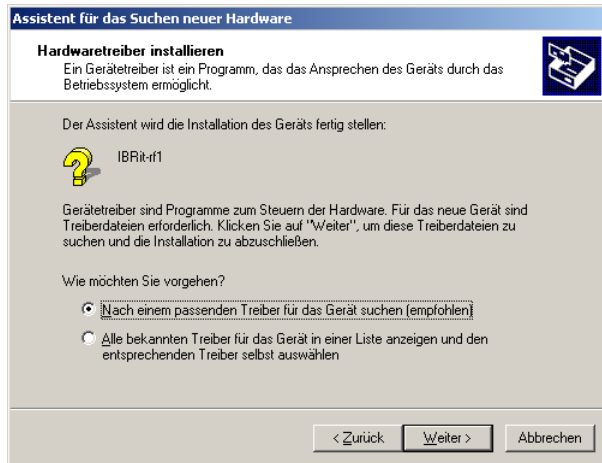 Assistent für das Suchen neuer Hardware
Hardwaretreiber installieren
Ein Gerätetreiber ist ein Programm, das das Ansprechen des Geräts durch das
Betriebssystem ermöglicht.
Der Assistent wird die Installation des Geräts fertig stellen:
IBRit-rf1
Gerätetreiber sind Programme zum Steuern der Hardware. Für das neue Gerät sind
Treiberdateien erforderlich. Klicken Sie auf "Weiter", um diese Treiberdateien zu
suchen und die Installation zu abzuschließen.
Wie möchten Sie vorgehen?
Nach einem passenden Treiber für das Gerät suchen (empfohlen)
Alle bekannten Treiber für das Gerät in einer Liste anzeigen und den
entsprechenden Treiber selbst auswählen
< Zurück Weiter > Abbrechen